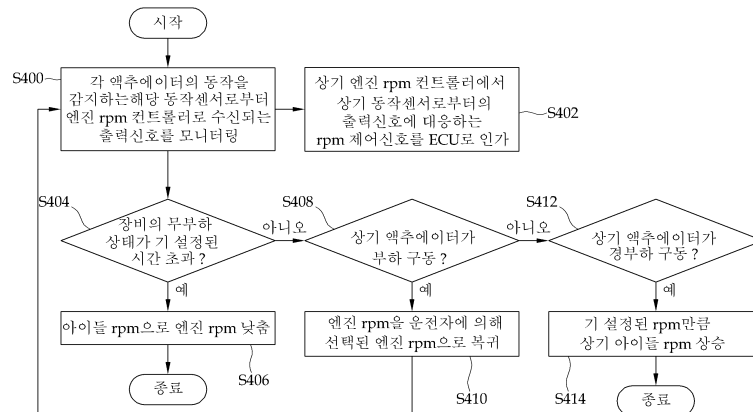 시작
S400
각 액추에이터의 동작을
감지하는해당 동작센서로부터
엔진 rpm 컨트롤러로 수신되는
출력신호를 모니터링
상기 엔진 rpm 컨트롤러에서
상기 동작센서로부터의
출력신호에 대응하는
rpm 제어신호를 ECU로 인가
S402
S404
장비의 무부하
상태가 기 설정된
시간 초과 ?
아니오
예
S408
상기 액추에이터가
부하 구동 ?
아니오
예
S412
상기 액추에이터가
경부하 구동 ?
예
아이들 rpm으로 엔진 rpm 낮춤
S406
종료
엔진 rpm을 운전자에 의해
선택된 엔진 rpm으로 복귀
S410
기 설정된 rpm만큼
상기 아이들 rpm 상승
S414
종료